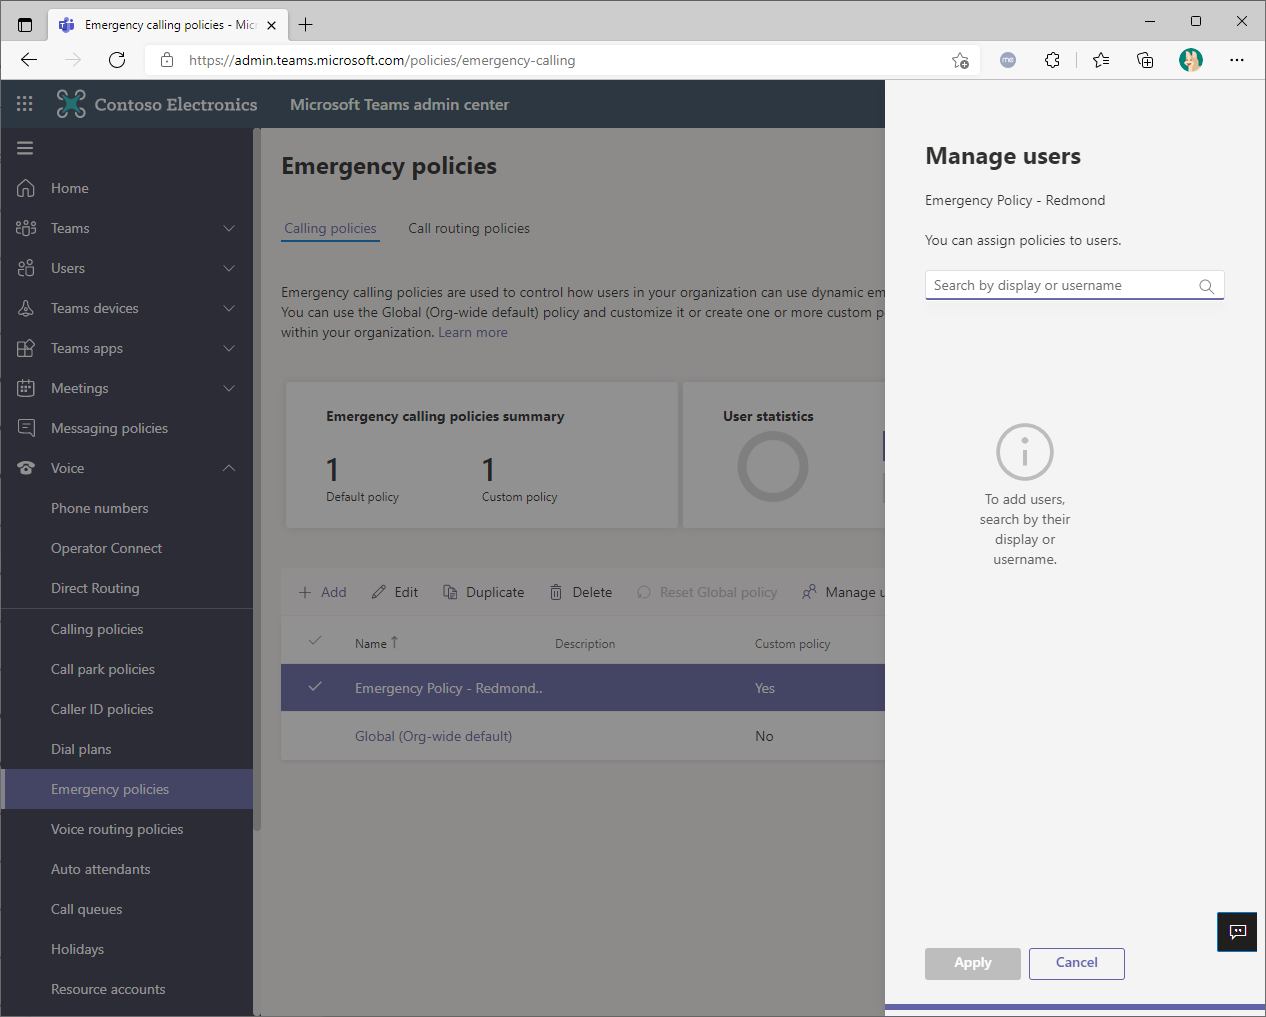 Emergency calling policies - Mic
https://admin.teams.microsoft.com/policies/emergency-calling
me
Contoso Electronics
Microsoft Teams admin center
Home
Teams
Users
Teams devices
Teams apps
Meetings
Messaging policies
Voice
Phone numbers
Operator Connect
Direct Routing
Calling policies
Call park policies
Caller ID policies
Dial plans
Emergency policies
Voice routing policies
Auto attendants
Call queues
Holidays
Resource accounts
Emergency policies
Calling policies
Call routing policies
Emergency calling policies are used to control how users in your organization can use dynamic em
You can use the Global (Org-wide default) policy and customize it or create one or more custom p
within your organization. Learn more
Emergency calling policies summary
1
Default policy
1
Custom policy
User statistics
Add
Edit
Duplicate
Delete
Reset Global policy
Manage u
Name
Description
Custom policy
Emergency Policy - Redmond..
Yes
Global (Org-wide default)
No
Manage users
Emergency Policy - Redmond
You can assign policies to users.
Search by display or username
To add users,
search by their
display or
username.
Apply
Cancel